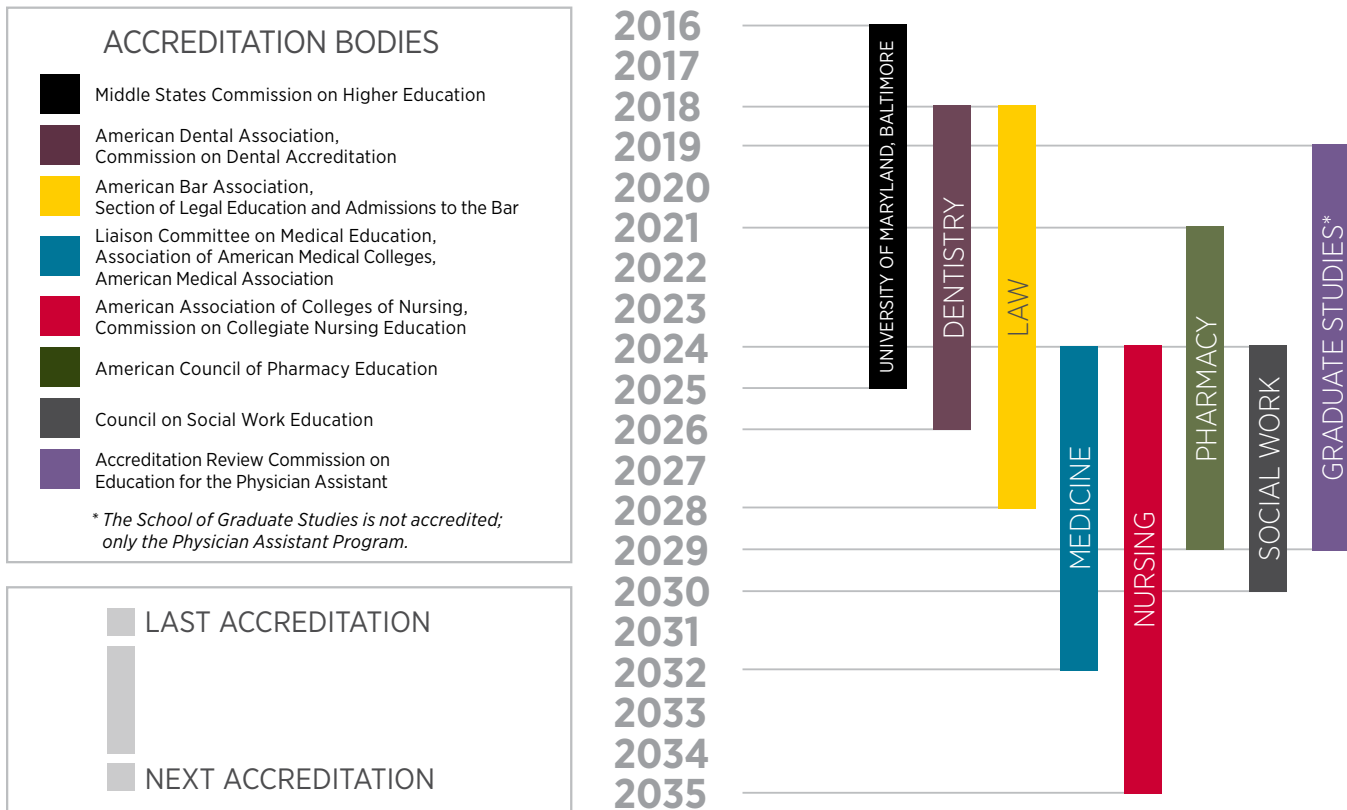 ACCREDITATION BODIES
Middle States Commission on Higher Education
American Dental Association,
Commission on Dental Accreditation
American Bar Association,
Section of Legal Education and Admissions to the Bar
Liaison Committee on Medical Education,
Association of American Medical Colleges,
American Medical Association
American Association of Colleges of Nursing,
Commission on Collegiate Nursing Education
American Council of Pharmacy Education
Council on Social Work Education
Accreditation Review Commission on
Education for the Physician Assistant
* The School of Graduate Studies is not accredited;
only the Physician Assistant Program.
LAST ACCREDITATION
NEXT ACCREDITATION
2016
2017
2018
2019
2020
2021
2022
2023
2024
2025
2026
2027
2028
2029
2030
2031
2032
2033
2034
2035
UNIVERSITY OF MARYLAND, BALTIMORE
DENTISTRY
LAW
MEDICINE
NURSING
PHARMACY
SOCIAL WORK
GRADUATE STUDIES*